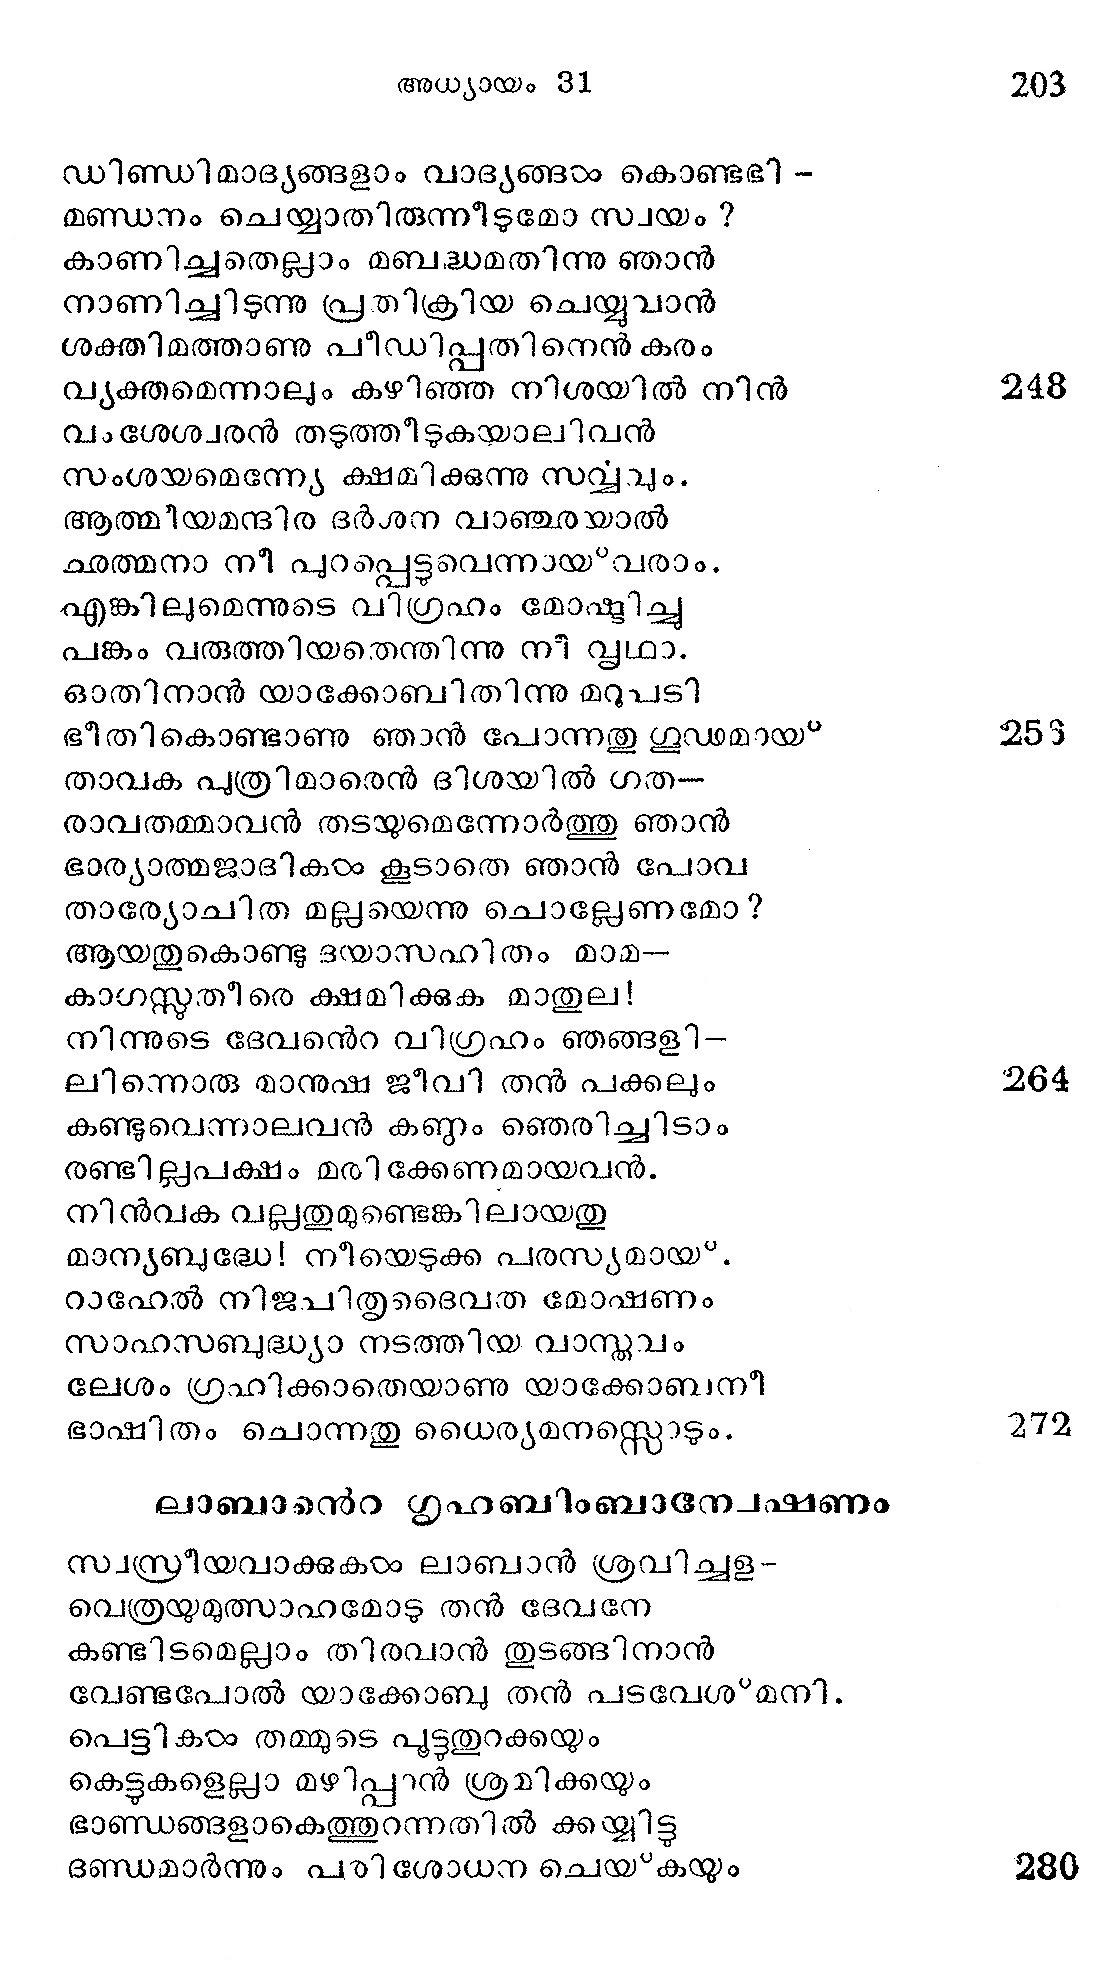 അധ്യായം 31 203
ഡിണ്ഡിമാദ്യങ്ങളാം വാദ്യങ്ങൾ കൊണ്ടഭി -
മണ്ഡനം ചെയ്യാതിരുന്നീടുമോ സ്വയം ?
കാണിച്ചതെല്ലാം മബദ്ധമതിന്നു ഞാൻ
നാണിച്ചിടുന്നു പ്രതിക്രിയ ചെയ്യുവാൻ
ശക്തിമത്താണു പീഡിപ്പതിനെൻ കരം
വ്യക്തമെന്നാലും കഴിഞ്ഞ നിശയിൽ നിൻ 248
വംശേശ്വരൻ തടുത്തീടുകയാലിവൻ
സംശയമെന്ന്യേ ക്ഷമിക്കുന്നു സർവ്വവും.
ആത്മീയമന്ദിര ദർശന വാഞ്ഛയാൽ
ഛത്മനാ നീ പുറപ്പെട്ടുവെന്നായ്‌വരാം.
എങ്കിലുമെന്നുടെ വിഗ്രഹം മോഷ്ടിച്ചു
പങ്കം വരുത്തിയതെന്തിന്നു നീ വൃഥാ.
ഓതിനാൻ യാക്കോബിതിന്നു മറുപടി
ഭീതികൊണ്ടാണു ഞാൻ പോന്നതു ഗൂഢമായ് 256
താവക പുത്രിമാരെൻ ദിശയിൽ ഗത—
രാവതമ്മാവൻ തടയുമെന്നോർത്തു ഞാൻ
ഭാര്യാത്മജാദികൾ കൂടാതെ ഞാൻ പോവ
താര്യോചിത മല്ലയെന്നു ചൊല്ലേണമോ ?
ആയതുകൊണ്ടു ദയാസഹിതം മാമ—
കാഗസ്സുതീരെ ക്ഷമിക്കുക മാതുല !
നിന്നുടെ ദേവന്റെ വിഗ്രഹം ഞങ്ങളി—
ലിന്നൊരു മാനുഷ ജീവി തൻ പക്കലും 264
കണ്ടുവെന്നാലവൻ കണ്ഠം ഞെരിച്ചിടാം
രണ്ടില്ലപക്ഷം മരിക്കേണമായവൻ.
നിൻവക വല്ലതുമുണ്ടെങ്കിലായതു
മാന്യബുദ്ധേ ! നീയെടുക്ക പരസ്യമായ്.
റാഹേൽ നിജപിതൃദൈവത മോഷണം
സാഹസബുദ്ധ്യാ നടത്തിയ വാസ്തവം
ലേശം ഗ്രഹിക്കാതെയാണു യാക്കോബനീ
ഭാഷിതം ചൊന്നതു ധൈര്യമനസ്സൊടും. 272
ലാബാന്റെ ഗൃഹബിംബാന്വേഷണം
സ്വസ്രീയവാക്കുകൾ ലാബാൻ ശ്രവിച്ചള -
വെത്രയുമുത്സാഹമോടു തൻ ദേവനേ
കണ്ടിടമെല്ലാം തിരവാൻ തുടങ്ങിനാൻ
വേണ്ടപോൽ യാക്കോബു തൻ പടവേശ്മനി.
പെട്ടികൾ തമ്മുടെ പൂട്ടുതുറക്കയും
കെട്ടുകളെല്ലാ മഴിപ്പാൻ ശ്രമിക്കയും
ഭാണ്ഡങ്ങളാകെത്തുറന്നതിൽ ക്കയ്യിട്ടു
ദണ്ഡമാർന്നും പരിശോധന ചെയ്കയും 280